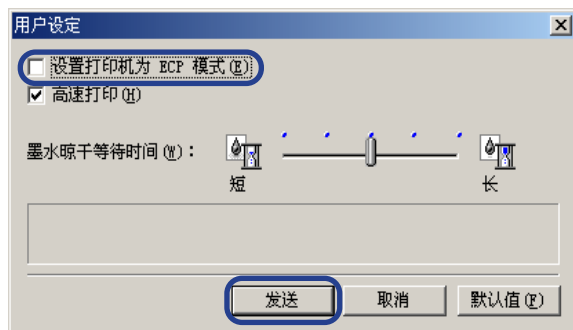 用户设定
设置打印机为 ECP 模式(E)
高速打印(H)
墨水晾干等待时间(W)：
短 长
发送 取消 默认值(F)